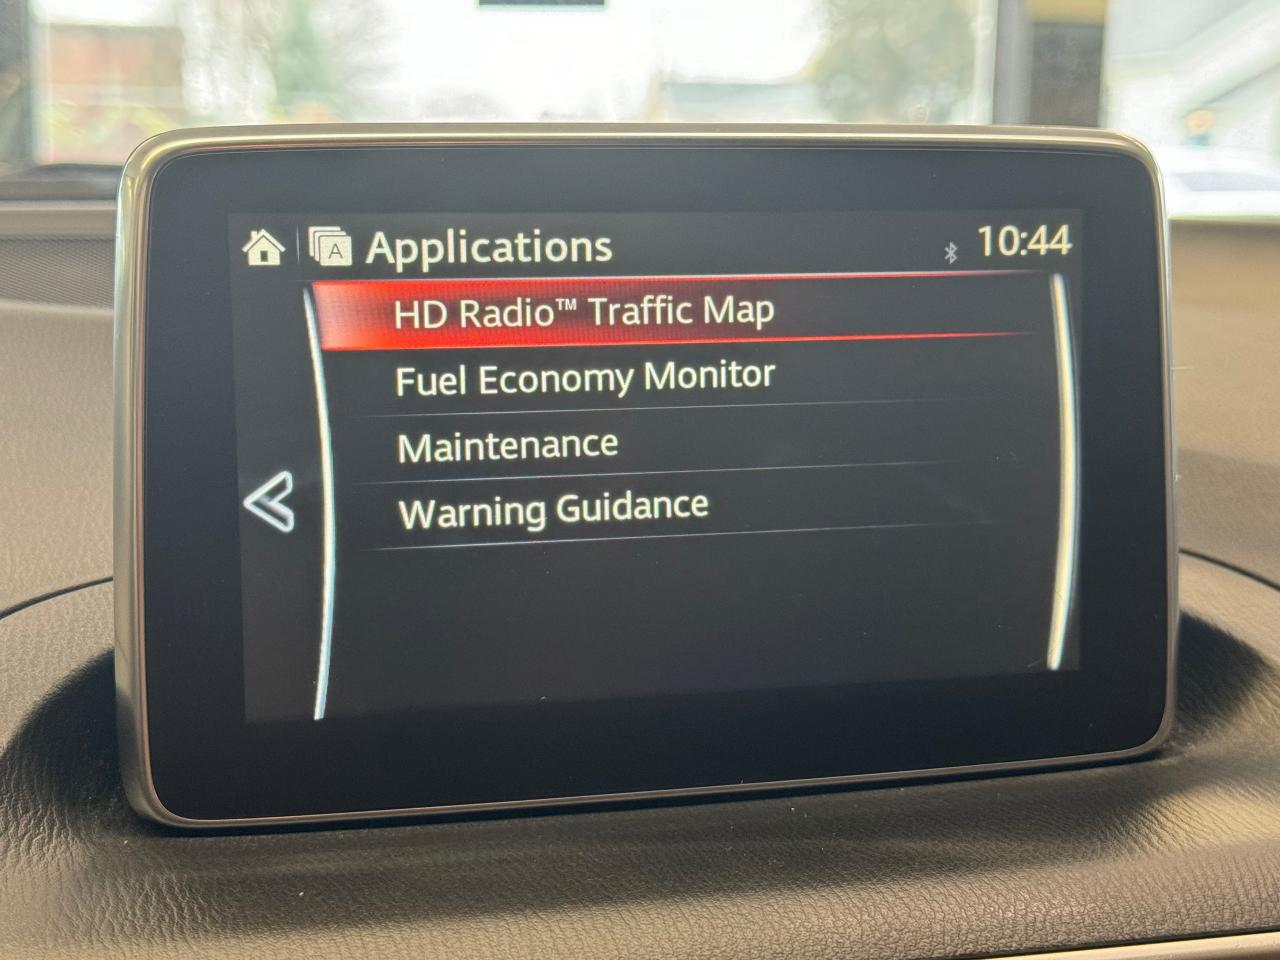 A Applications 10:44
HD Radio™ Traffic Map
Fuel Economy Monitor
Maintenance
Warning Guidance